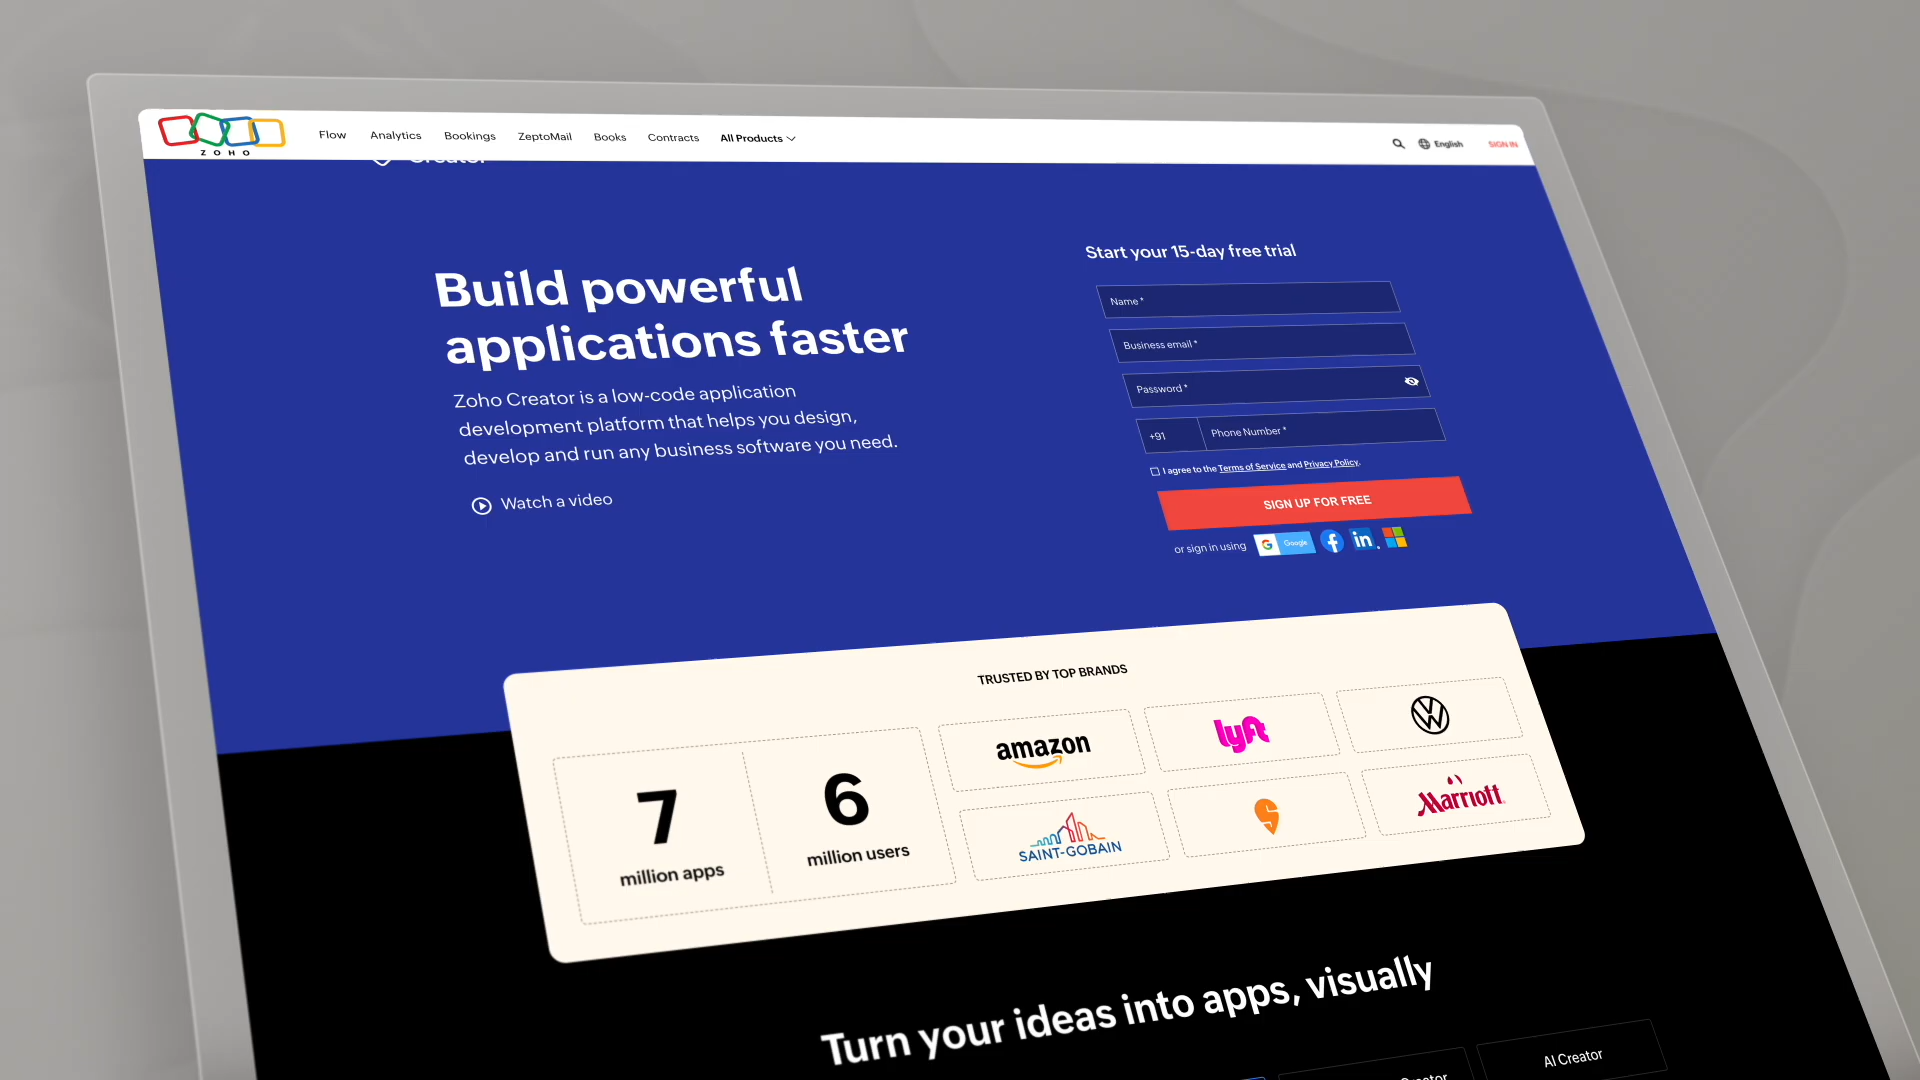 ZOHO
Flow Analytics Bookings ZeptoMail Books Contracts All Products
English
SIGN IN
Creator
Build powerful
applications faster
Zoho Creator is a low-code application
development platform that helps you design,
develop and run any business software you need.
Watch a video
Start your 15-day free trial
Name *
Business email *
Password *
+91 Phone Number *
I agree to the Terms of Service and Privacy Policy.
SIGN UP FOR FREE
or sign in using Google
TRUSTED BY TOP BRANDS
7
million apps
6
million users
amazon
lyft
SAINT-GOBAIN
Marriott
Turn your ideas into apps, visually
AI Creator